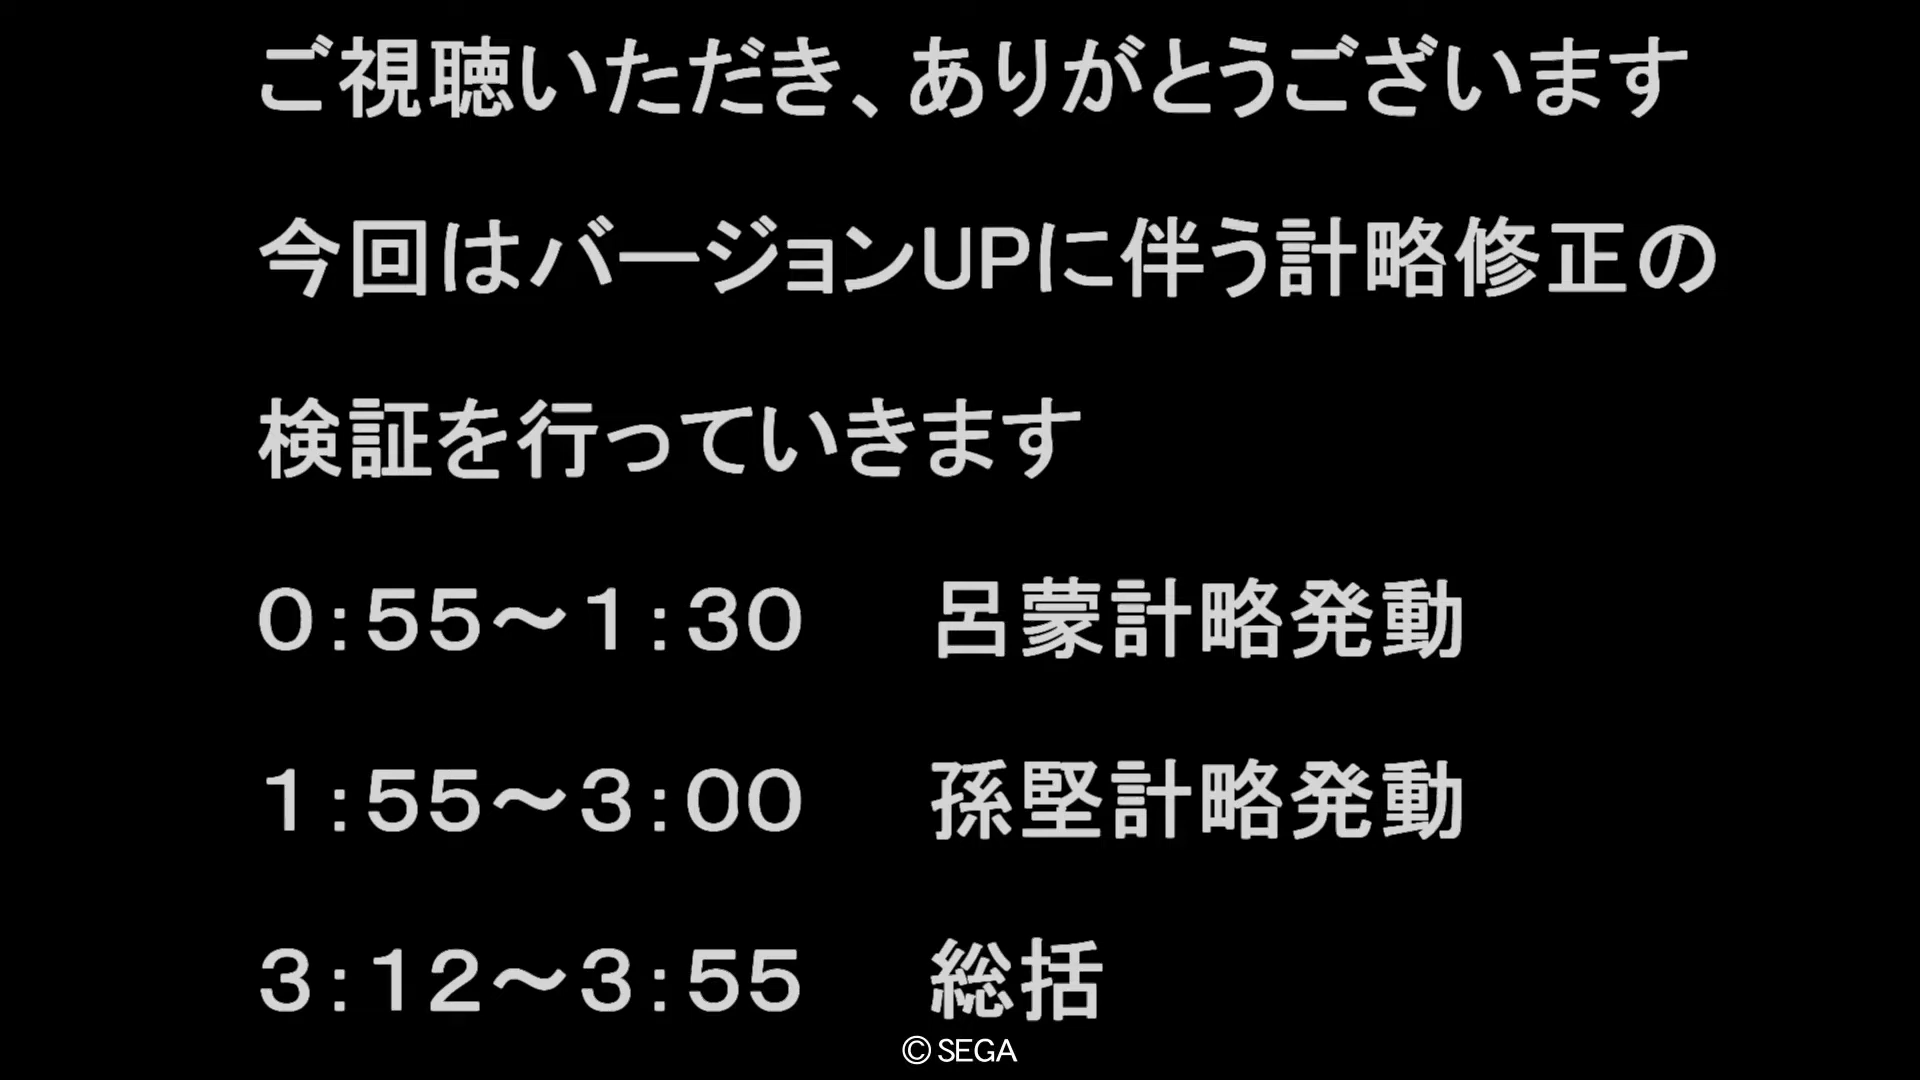 ご視聴いただき、ありがとうございます
今回はバージョンUPに伴う計略修正の
検証を行っていきます
０：５５～１：３０　呂蒙計略発動
１：５５～３：００　孫堅計略発動
３：１２～３：５５　総括
© SEGA